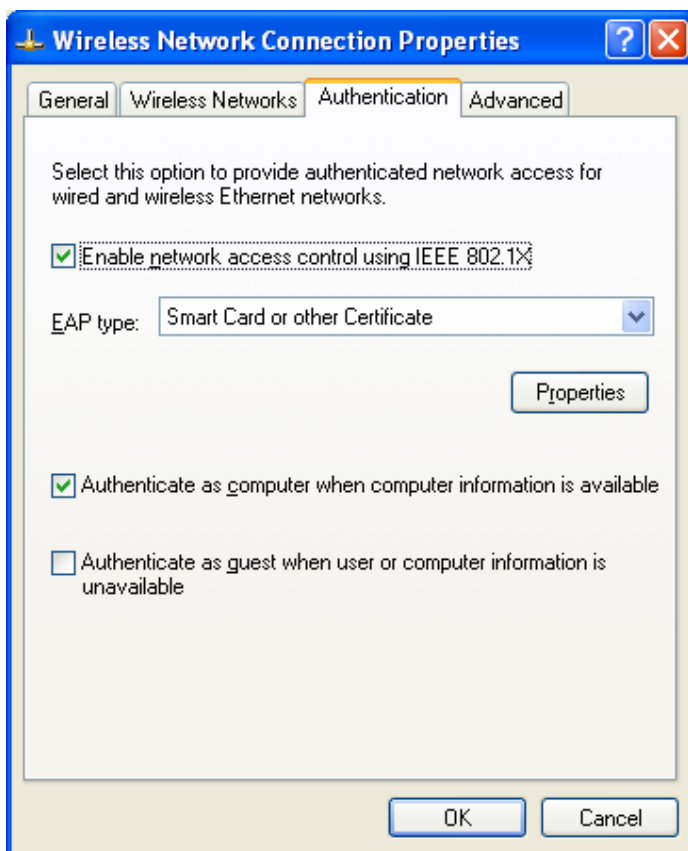 Wireless Network Connection Properties
General Wireless Networks Authentication Advanced
Select this option to provide authenticated network access for
wired and wireless Ethernet networks.
Enable network access control using IEEE 802.1X
EAP type: Smart Card or other Certificate
Properties
Authenticate as computer when computer information is available
Authenticate as guest when user or computer information is
unavailable
OK Cancel